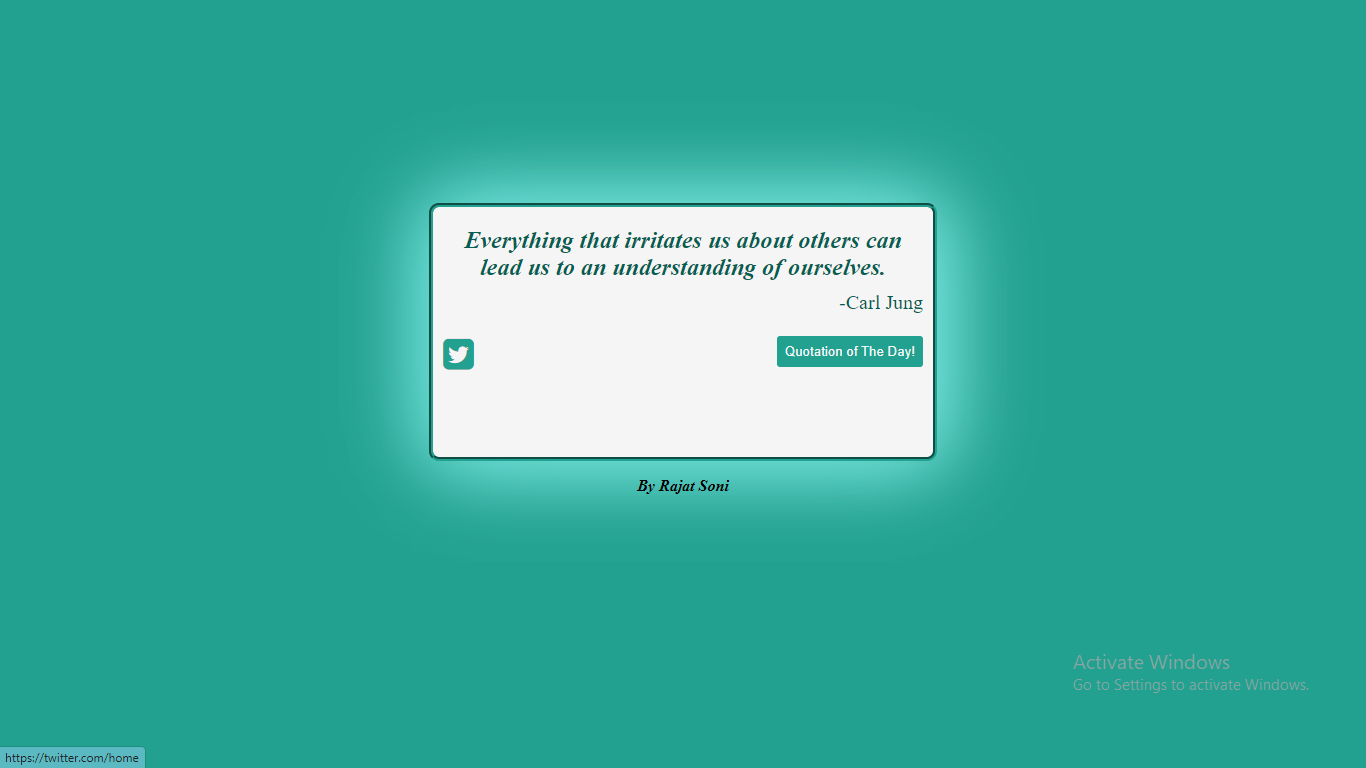 Everything that irritates us about others can
lead us to an understanding of ourselves.
-Carl Jung
Quotation of The Day!
By Rajat Soni
Activate Windows
Go to Settings to activate Windows.
https://twitter.com/home